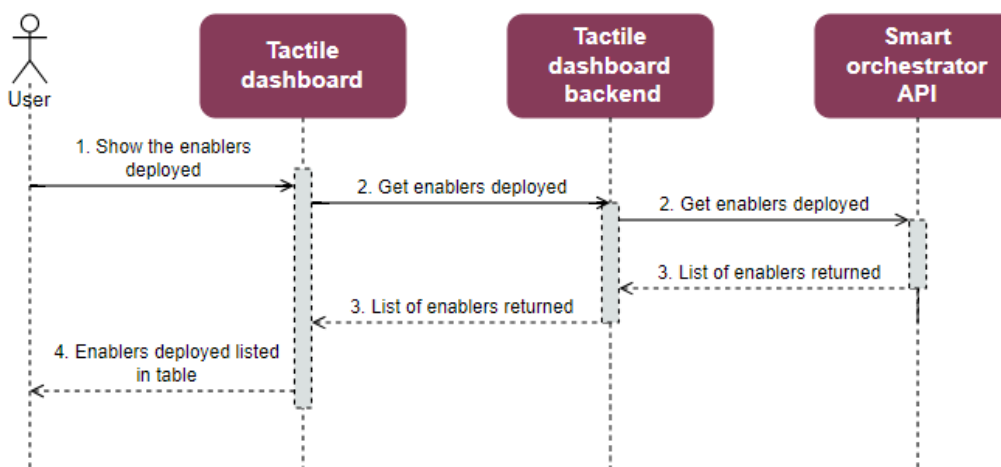 User
Tactile
dashboard
Tactile
dashboard
backend
Smart
orchestrator
API
1. Show the enablers
deployed
2. Get enablers deployed
2. Get enablers deployed
3. List of enablers returned
3. List of enablers returned
4. Enablers deployed listed
in table